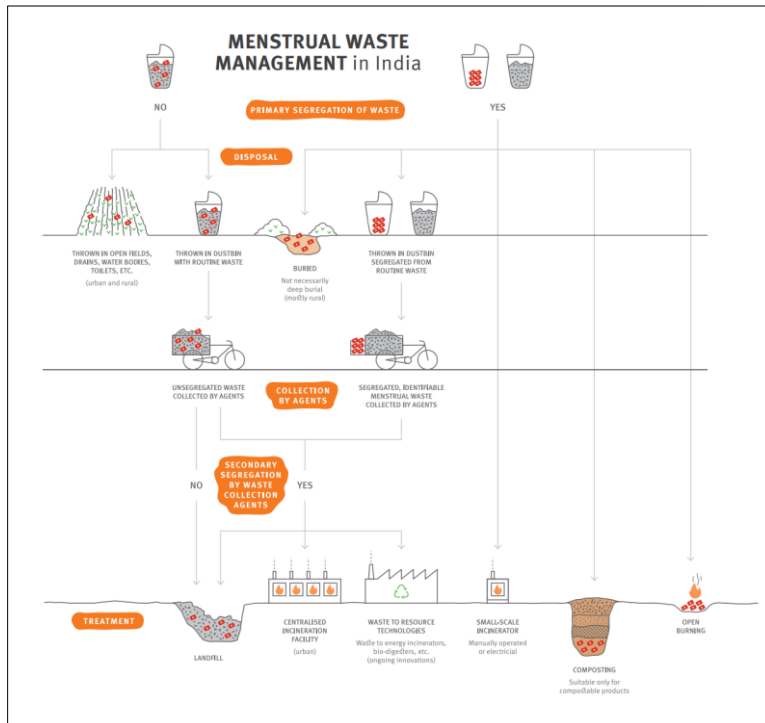 MENSTRUAL WASTE
MANAGEMENT in India
NO
YES
PRIMARY SEGREGATION OF WASTE
DISPOSAL
THROWN IN OPEN FIELDS,
DRAINS, WATER BODIES,
TOILETS, ETC.
(urban and rural)
THROWN IN DUSTBIN
WITH ROUTINE WASTE
BURIED
Not necessarily
deep burial
(mostly rural)
THROWN IN DUSTBIN
SEGREGATED FROM
ROUTINE WASTE
UNSEGREGATED WASTE
COLLECTED BY AGENTS
COLLECTION
BY AGENTS
SEGREGATED, IDENTIFIABLE
MENSTRUAL WASTE
COLLECTED BY AGENTS
NO
SECONDARY
SEGREGATION
BY WASTE
COLLECTION
AGENTS
YES
TREATMENT
LANDFILL
CENTRALISED
INCINERATION
FACILITY
(urban)
WASTE TO RESOURCE
TECHNOLOGIES
Waste to energy incinerators,
bio-digesters, etc.
(ongoing innovations)
SMALL-SCALE
INCINERATOR
Manually operated
or electricial
COMPOSTING
Suitable only for
compostable products
OPEN
BURNING